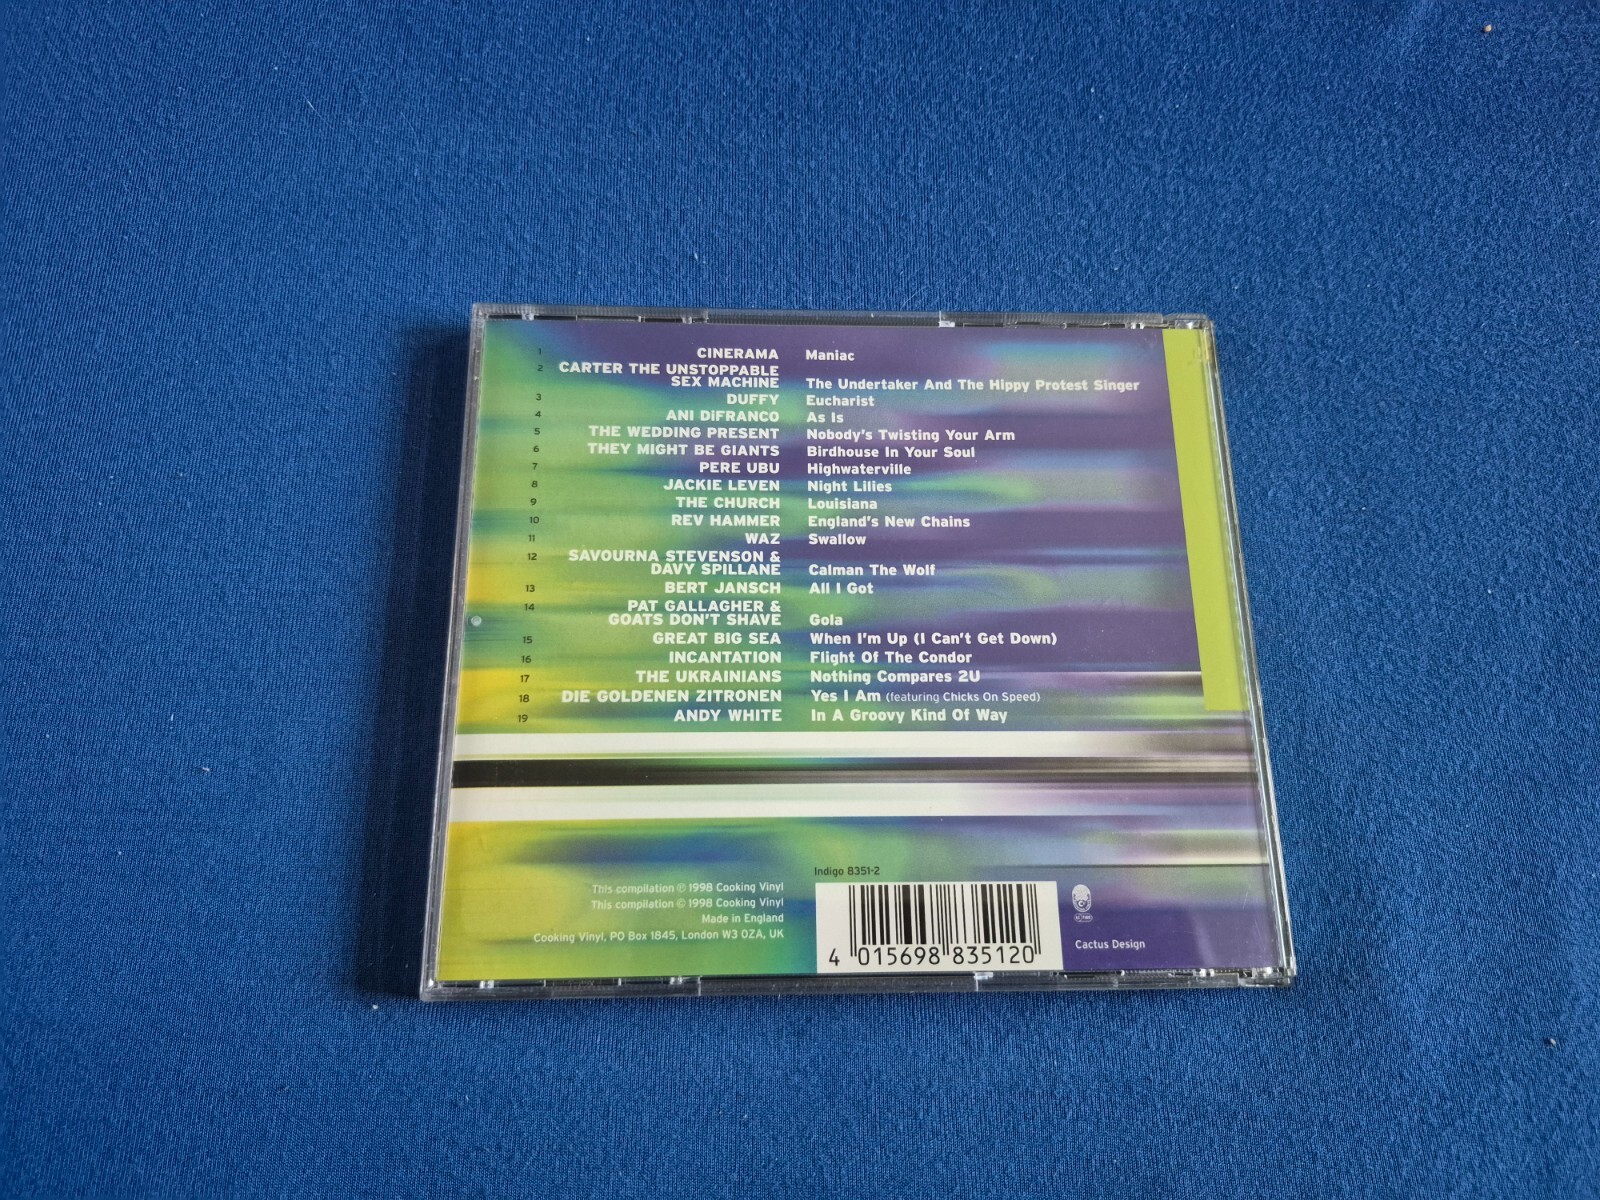 1 CINERAMA Maniac
2 CARTER THE UNSTOPPABLE
SEX MACHINE The Undertaker And The Hippy Protest Singer
3 DUFFY Eucharist
4 ANI DiFRANCO As Is
5 THE WEDDING PRESENT Nobody's Twisting Your Arm
6 THEY MIGHT BE GIANTS Birdhouse In Your Soul
7 PERE UBU Highwaterville
8 JACKIE LEVEN Night Lilies
9 THE CHURCH Louisiana
10 REV HAMMER England's New Chains
11 WAZ Swallow
12 SAVOURNA STEVENSON &
DAVY SPILLANE Calman The Wolf
13 BERT JANSCH All I Got
14 PAT GALLAGHER &
GOATS DON'T SHAVE Gola
15 GREAT BIG SEA When I'm Up (I Can't Get Down)
16 INCANTATION Flight Of The Condor
17 THE UKRAINIANS Nothing Compares 2U
18 DIE GOLDENEN ZITRONEN Yes I Am (featuring Chicks On Speed)
19 ANDY WHITE In A Groovy Kind Of Way
This compilation ℗ 1998 Cooking Vinyl
This compilation © 1998 Cooking Vinyl
Made in England
Cooking Vinyl, PO Box 1845, London W3 0ZA, UK
Indigo 8351-2
4 015698 835120
Cactus Design